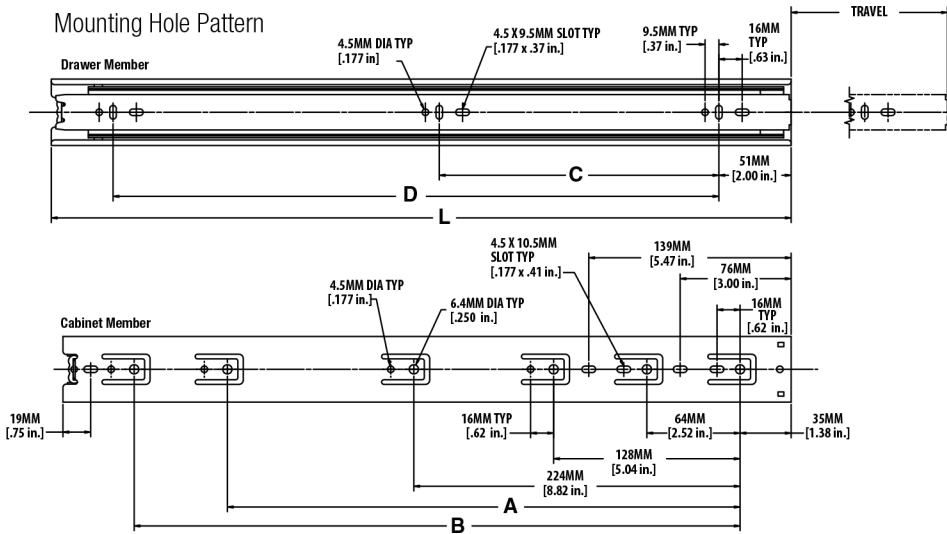 Mounting Hole Pattern
Drawer Member
4.5MM DIA TYP
[.177 in]
4.5 X 9.5MM SLOT TYP
[.177 x .37 in.]
9.5MM TYP
[.37 in.]
16MM
TYP
[.63 in.]
TRAVEL
51MM
[2.00 in.]
C
D
L
Cabinet Member
4.5MM DIA TYP
[.177 in.]
6.4MM DIA TYP
[.250 in.]
4.5 X 10.5MM
SLOT TYP
[.177 x .41 in.]
139MM
[5.47 in.]
76MM
[3.00 in.]
16MM
TYP
[.62 in.]
19MM
[.75 in.]
16MM TYP
[.62 in.]
64MM
[2.52 in.]
35MM
[1.38 in.]
128MM
[5.04 in.]
224MM
[8.82 in.]
A
B